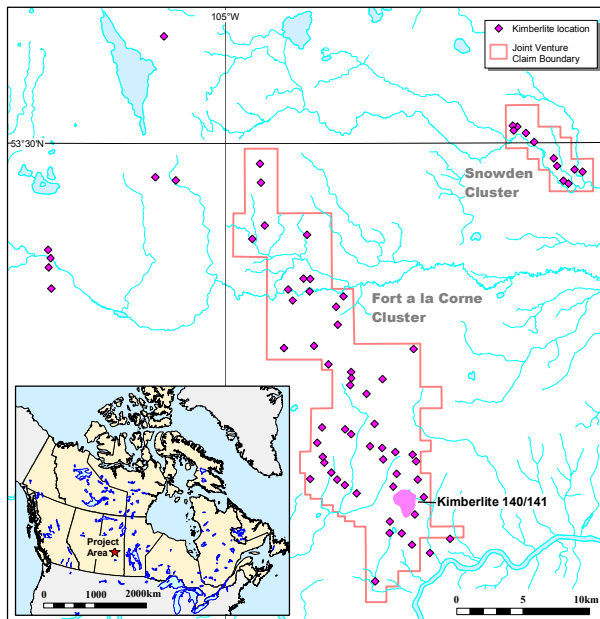 105°W
Kimberlite location
Joint Venture
Claim Boundary
53°30'N
Snowden
Cluster
Fort a la Corne
Cluster
Kimberlite 140/141
Project
Area
0 1000 2000km
0 5 10km